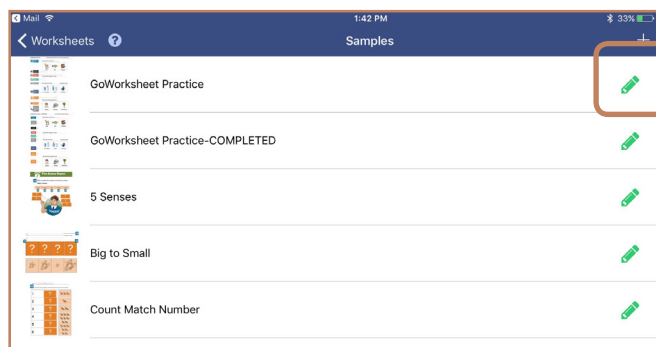 Mail 1:42 PM 33%
Worksheets ? Samples +
GoWorksheet Practice
GoWorksheet Practice-COMPLETED
5 Senses
Big to Small
? ? ? ?
Count Match Number